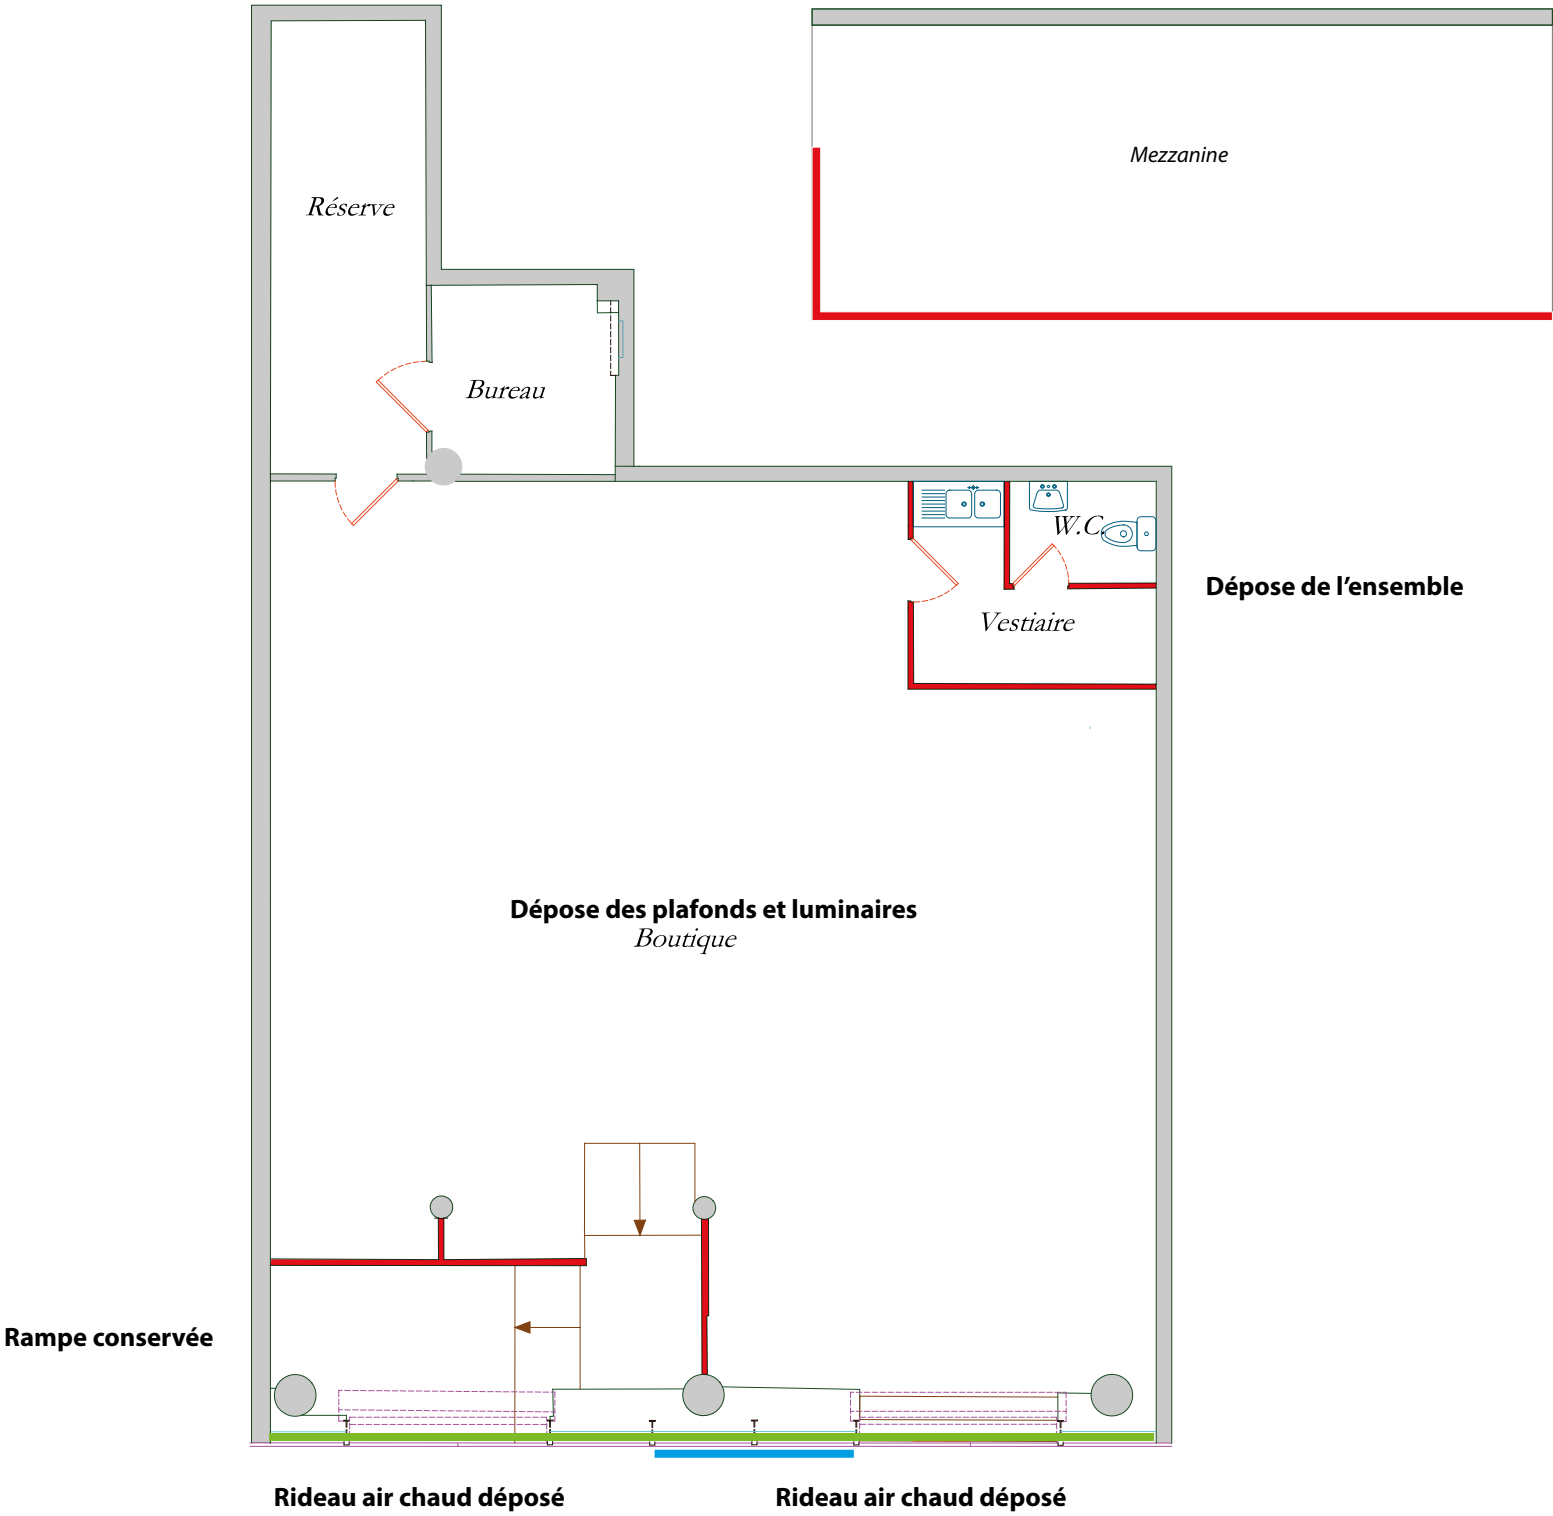 Mezzanine
Réserve
Bureau
W.C.
Dépose de l'ensemble
Vestiaire
Dépose des plafonds et luminaires
Boutique
Rampe conservée
Rideau air chaud déposé
Rideau air chaud déposé